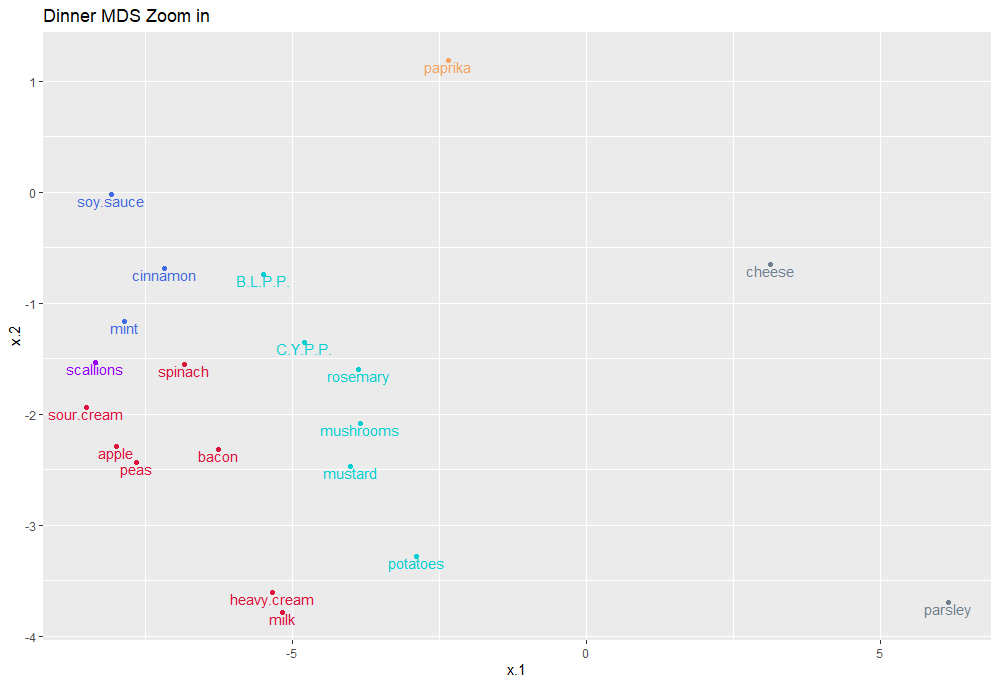 Dinner MDS Zoom in
paprika
1
0
soy.sauce
cinnamon
B.L.P.P.
cheese
-1
x.2
mint
C.Y.P.P.
scallions
spinach
rosemary
-2
sour.cream
mushrooms
apple
bacon
peas
mustard
-3
potatoes
heavy.cream
parsley
milk
-4
-5
0
5
x.1